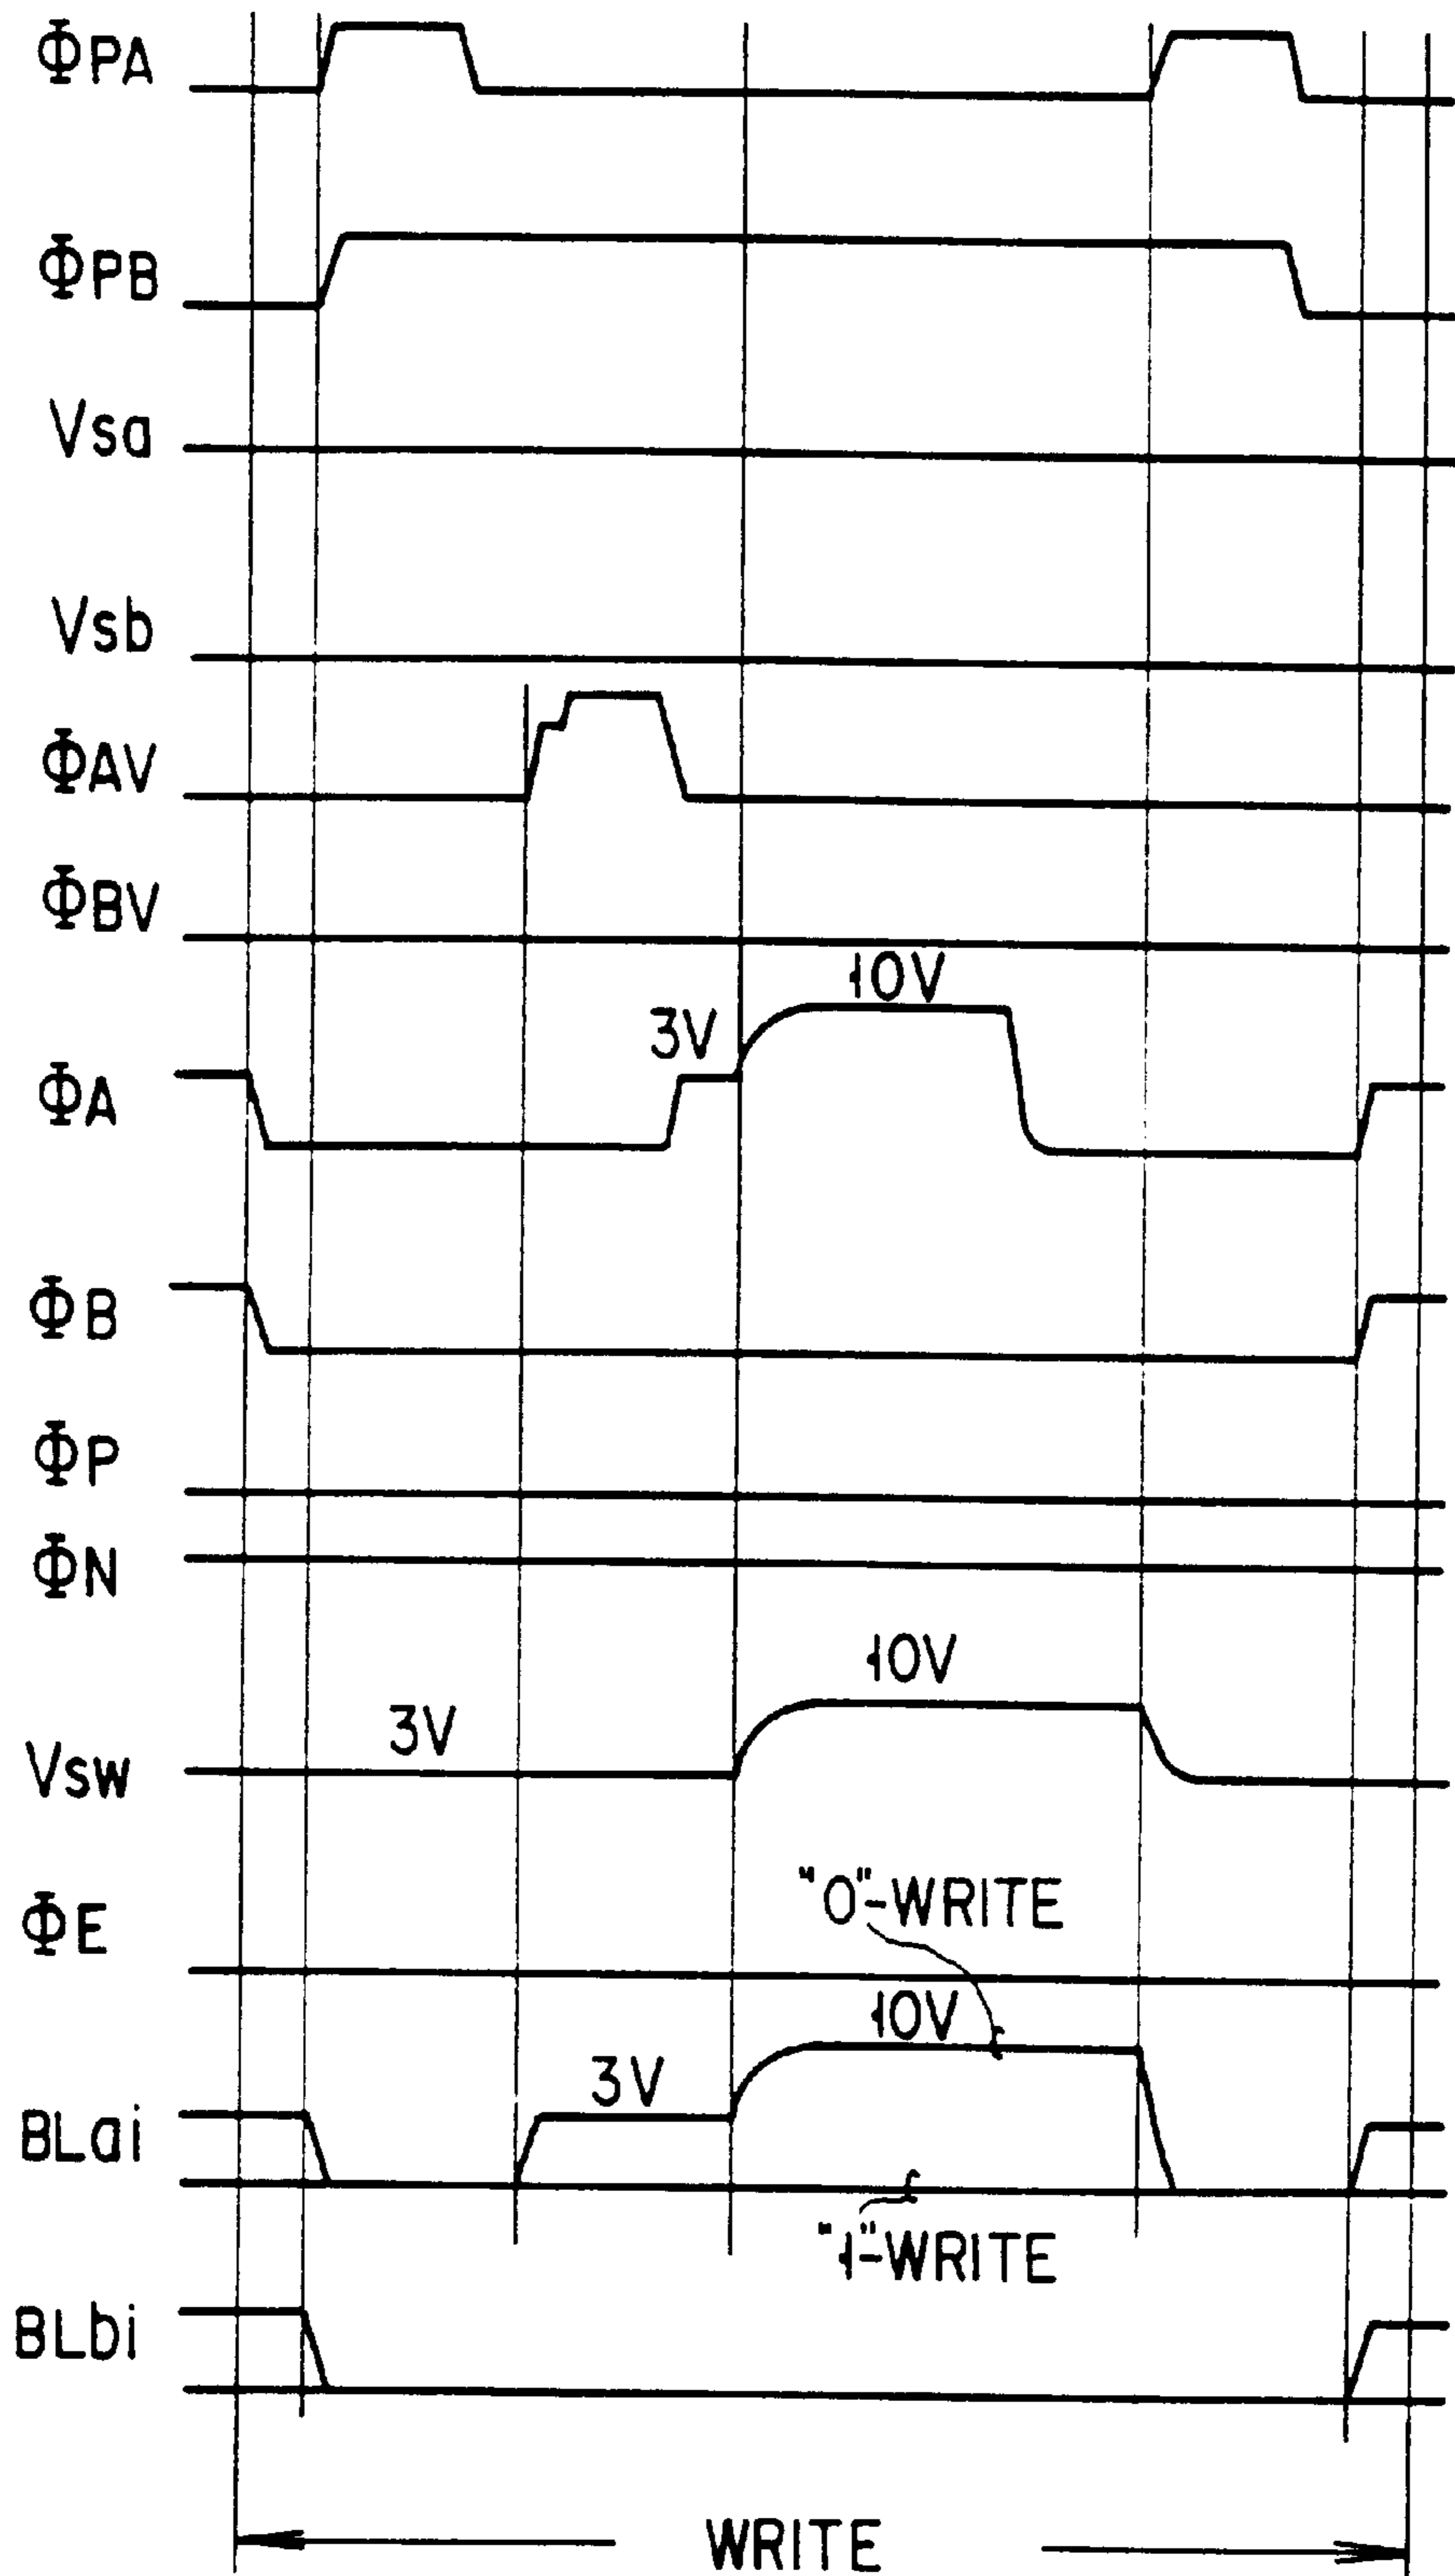 ΦPA
ΦPB
Vsa
Vsb
ΦAV
ΦBV
10V
3V
ΦA
ΦB
ΦP
ΦN
10V
3V
Vsw
"0"-WRITE
ΦE
10V
3V
BLai
"1"-WRITE
BLbi
WRITE